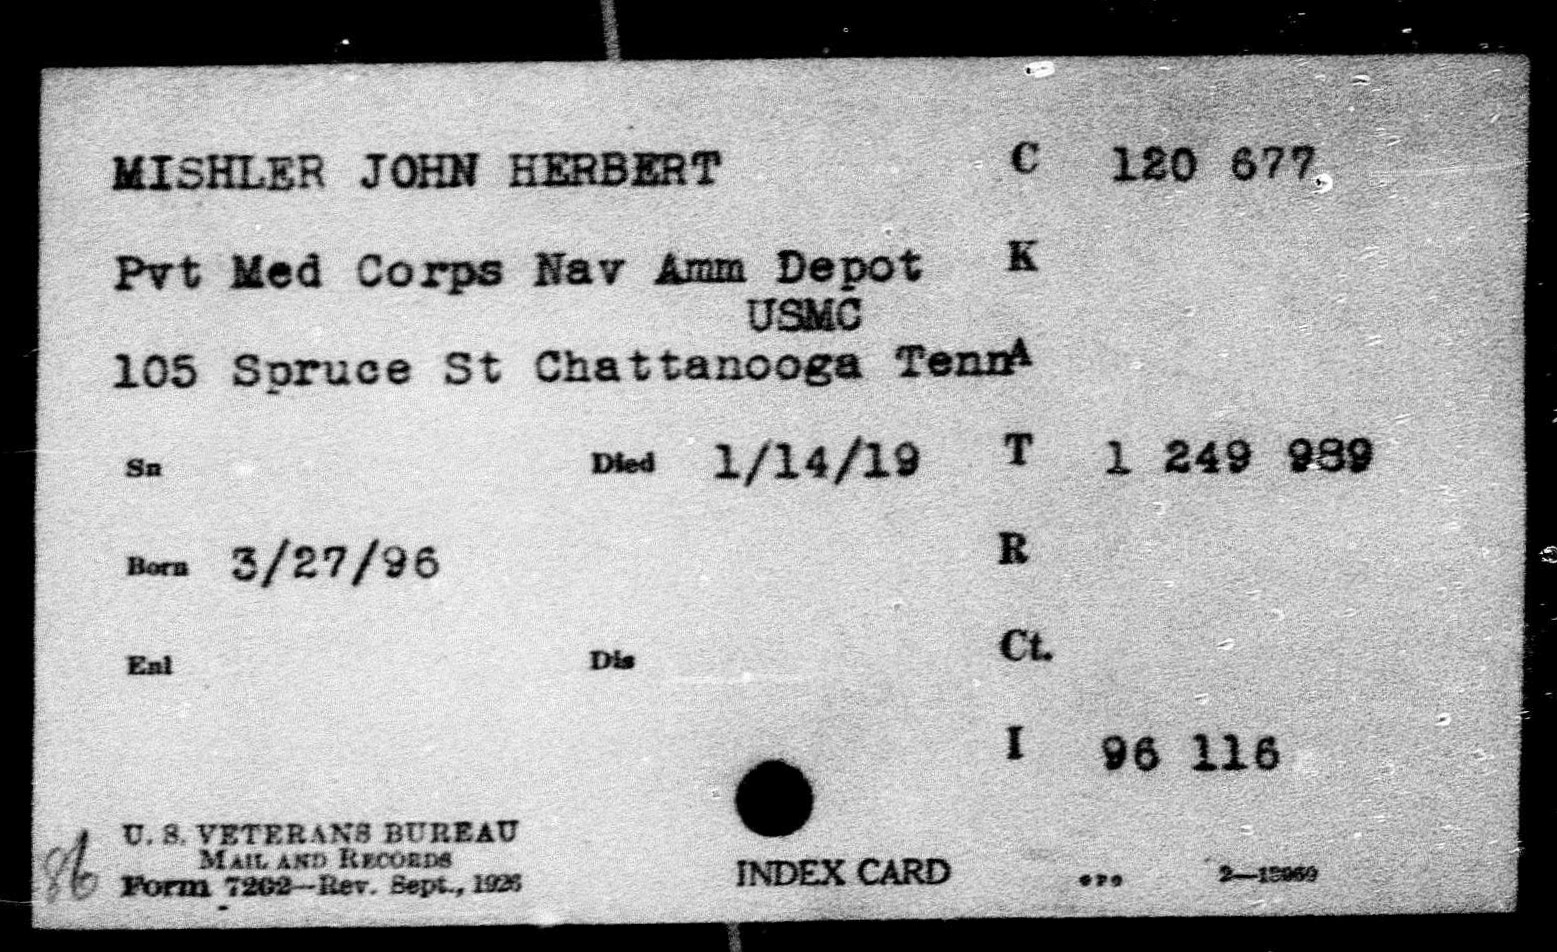 MISHLER JOHN HERBERT C 120 677
Pvt Med Corps Nav Amm Depot K
USMC
105 Spruce St Chattanooga Tenn A
Sn Died 1/14/19 T 1 249 989
Born 3/27/96 R
Enl Dis Ct.
I 96 116
U. S. VETERANS BUREAU
MAIL AND RECORDS
86 Form 7202—Rev. Sept., 1926 INDEX CARD